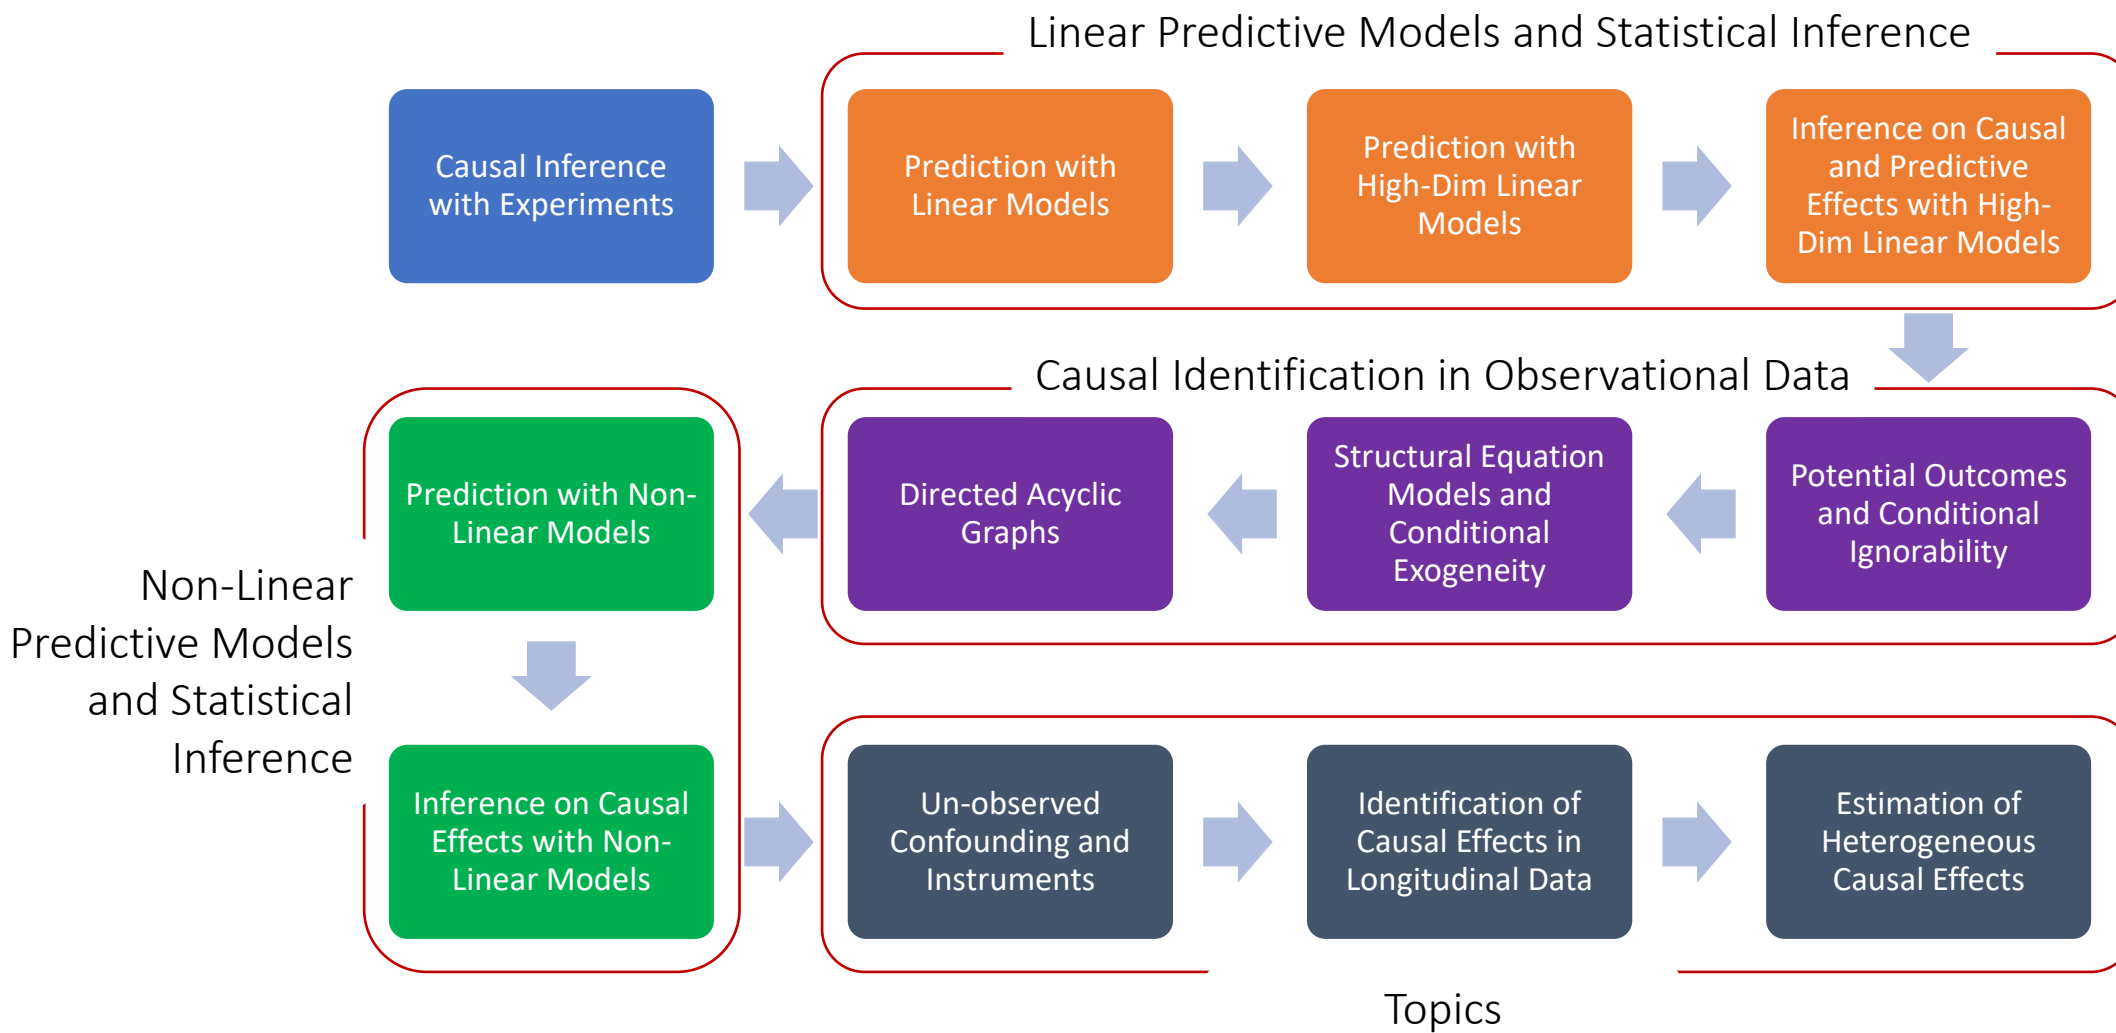 Linear Predictive Models and Statistical Inference
Causal Inference
with Experiments
Prediction with
Linear Models
Prediction with
High-Dim Linear
Models
Inference on Causal
and Predictive
Effects with High-
Dim Linear Models
Causal Identification in Observational Data
Potential Outcomes
and Conditional
Ignorability
Structural Equation
Models and
Conditional
Exogeneity
Directed Acyclic
Graphs
Prediction with Non-
Linear Models
Non-Linear
Predictive Models
and Statistical
Inference
Inference on Causal
Effects with Non-
Linear Models
Un-observed
Confounding and
Instruments
Identification of
Causal Effects in
Longitudinal Data
Estimation of
Heterogeneous
Causal Effects
Topics